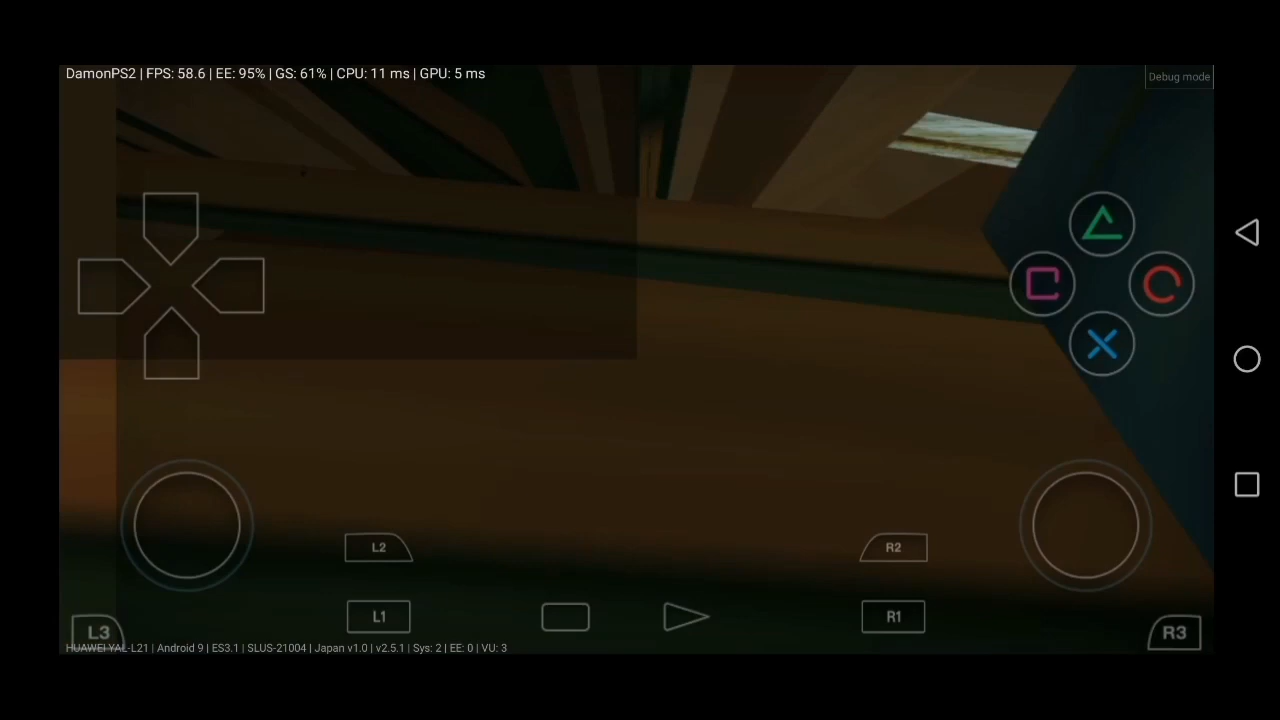 DamonPS2 | FPS: 58.6 | EE: 95% | GS: 61% | CPU: 11 ms | GPU: 5 ms
Debug mode
L2
R2
L1
R1
L3
R3
HUAWEI YAL-L21 | Android 9 | ES3.1 | SLUS-21004 | Japan v1.0 | v2.5.1 | Sys: 2 | EE: 0 | VU: 3